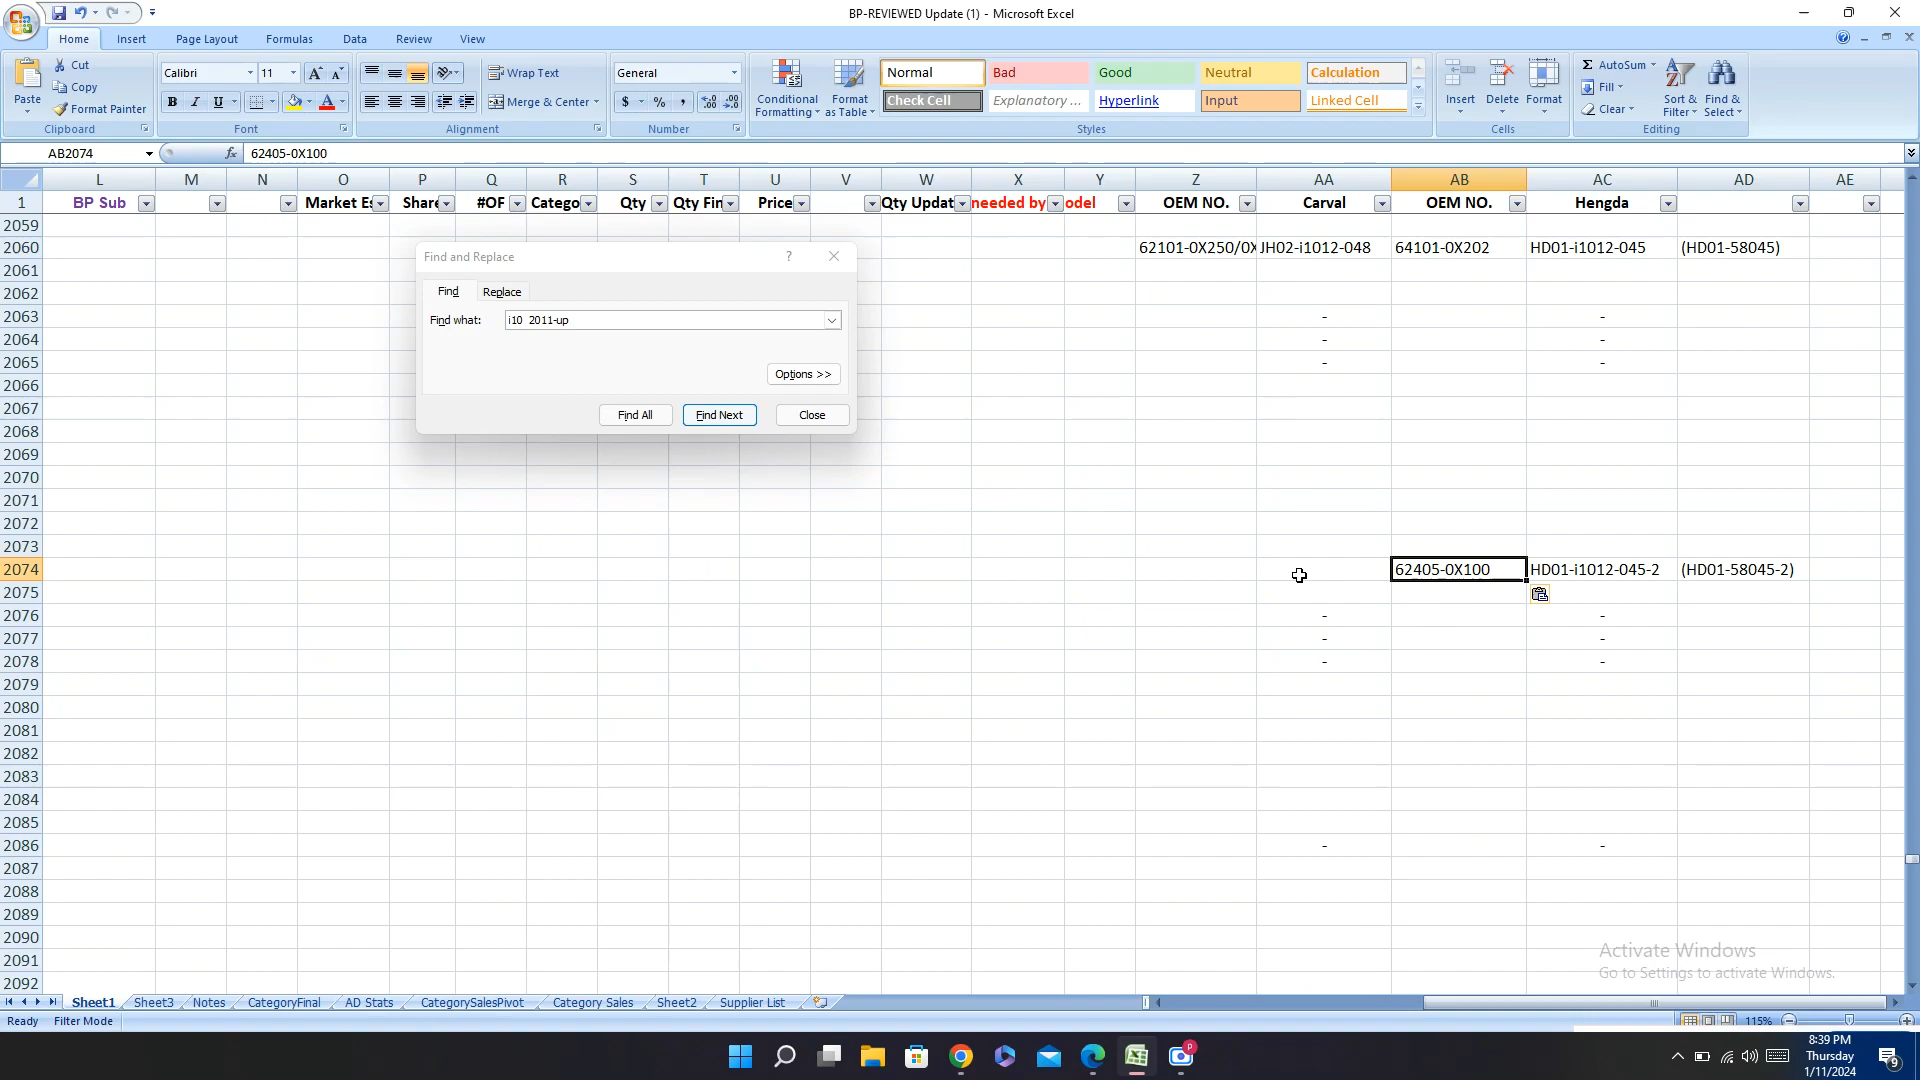 BP-REVIEWED Update (1) - Microsoft Excel
Home Insert Page Layout Formulas Data Review View
Paste Cut Copy Format Painter Clipboard
Calibri 11 Font
Wrap Text Merge & Center Alignment
General $ % , Number
Conditional Formatting Format as Table
Normal Bad Good Neutral Calculation
Check Cell Explanatory ... Hyperlink Input Linked Cell
Styles
Insert Delete Format Cells
Σ AutoSum Fill Clear Sort & Filter Find & Select Editing
AB2074 fx 62405-0X100
L M N O P Q R S T U V W X Y Z AA AB AC AD AE
1 BP Sub Market Es Share #OF Catego Qty Qty Fin Price Qty Updat needed by odel OEM NO. Carval OEM NO. Hengda
2059
2060 62101-0X250/0X JH02-i1012-048 64101-0X202 HD01-i1012-045 (HD01-58045)
2061
2062
2063 - -
2064 - -
2065 - -
2066
2067
2068
2069
2070
2071
2072
2073
2074 62405-0X100 HD01-i1012-045-2 (HD01-58045-2)
2075
2076 - -
2077 - -
2078 - -
2079
2080
2081
2082
2083
2084
2085
2086 - -
2087
2088
2089
2090
2091
2092
Find and Replace ?
Find Replace
Find what: i10 2011-up
Options >>
Find All Find Next Close
Activate Windows
Go to Settings to activate Windows.
Sheet1 Sheet3 Notes CategoryFinal AD Stats CategorySalesPivot Category Sales Sheet2 Supplier List
Ready Filter Mode 115%
8:39 PM
Thursday
1/11/2024
P
9